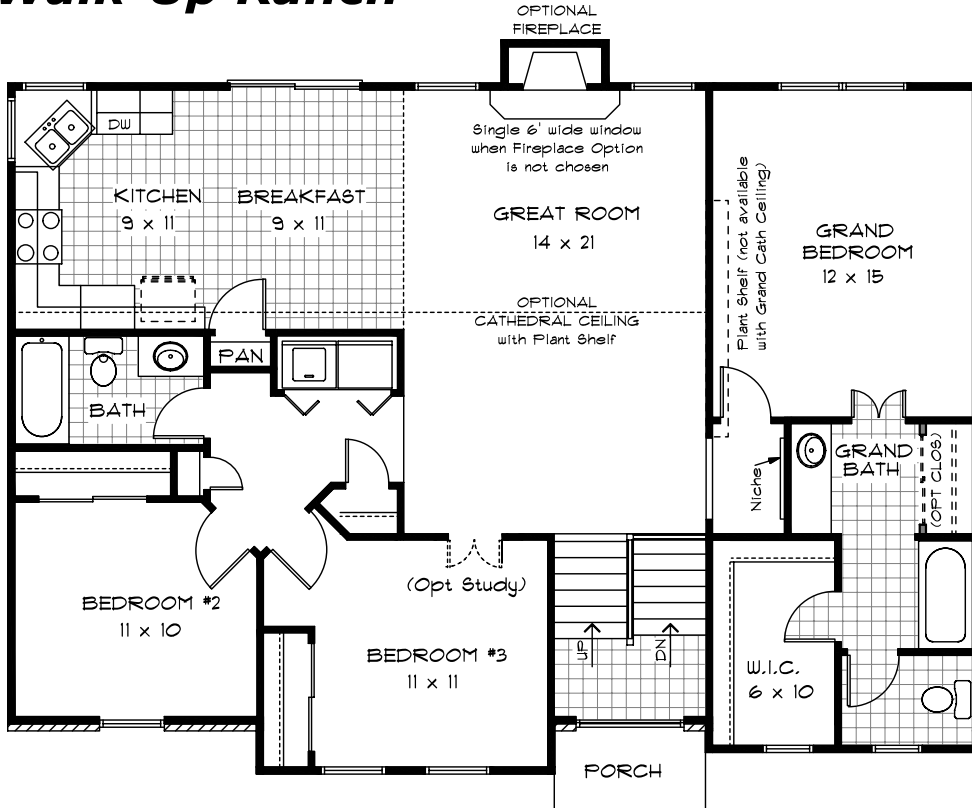 Walk-Up Ranch
OPTIONAL
FIREPLACE
DW
Single 6' wide window
when Fireplace Option
is not chosen
KITCHEN
9 x 11
BREAKFAST
9 x 11
GREAT ROOM
14 x 21
Plant Shelf (not available
with Grand Cath Ceiling)
GRAND
BEDROOM
12 x 15
OPTIONAL
CATHEDRAL CEILING
with Plant Shelf
PAN
BATH
Niche
GRAND
BATH
(OPT CLOS)
(Opt Study)
BEDROOM #2
11 x 10
BEDROOM #3
11 x 11
UP
DN
W.I.C.
6 x 10
PORCH